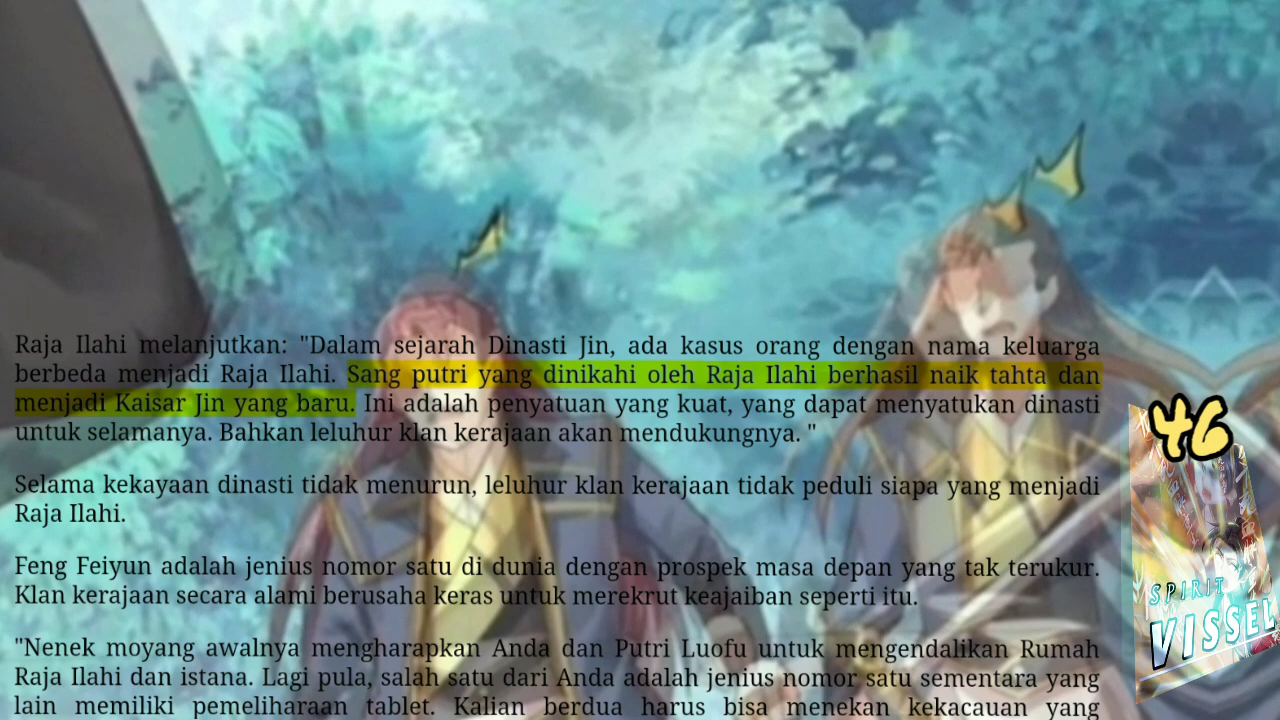 Raja Ilahi melanjutkan: "Dalam sejarah Dinasti Jin, ada kasus orang dengan nama keluarga
berbeda menjadi Raja Ilahi. Sang putri yang dinikahi oleh Raja Ilahi berhasil naik tahta dan
menjadi Kaisar Jin yang baru. Ini adalah penyatuan yang kuat, yang dapat menyatukan dinasti
untuk selamanya. Bahkan leluhur klan kerajaan akan mendukungnya. "
Selama kekayaan dinasti tidak menurun, leluhur klan kerajaan tidak peduli siapa yang menjadi
Raja Ilahi.
Feng Feiyun adalah jenius nomor satu di dunia dengan prospek masa depan yang tak terukur.
Klan kerajaan secara alami berusaha keras untuk merekrut keajaiban seperti itu.
"Nenek moyang awalnya mengharapkan Anda dan Putri Luofu untuk mengendalikan Rumah
Raja Ilahi dan istana. Lagi pula, salah satu dari Anda adalah jenius nomor satu sementara yang
lain memiliki pemeliharaan tablet. Kalian berdua harus bisa menekan kekacauan yang
46
SPIRIT
VISSEL